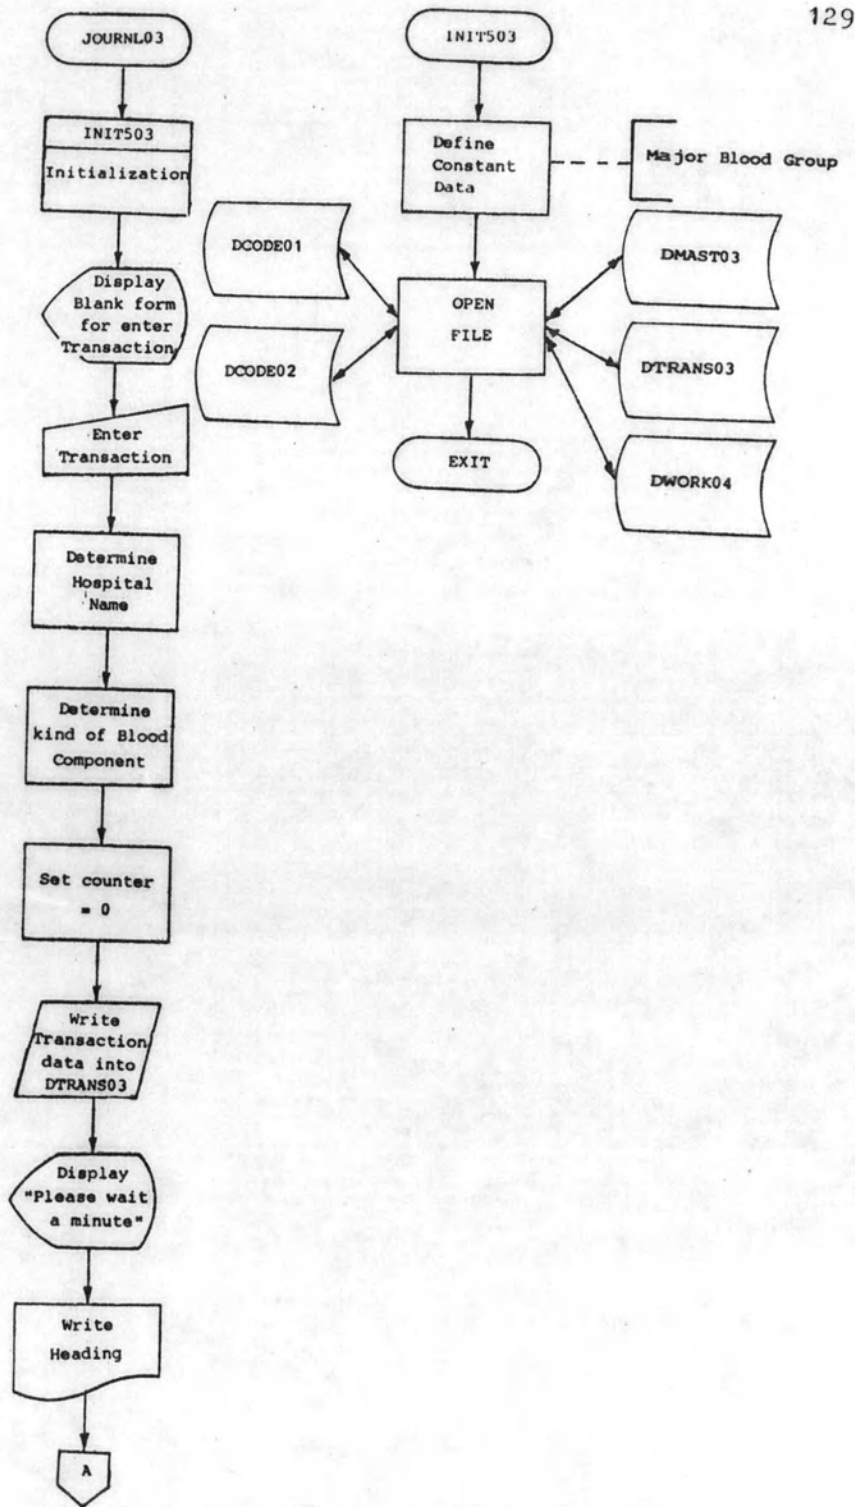 129
JOURNL03
INIT503
Initialization
Display
Blank form
for enter
Transaction
Enter
Transaction
Determine
Hospital
Name
Determine
kind of Blood
Component
Set counter
= 0
Write
Transaction
data into
DTRANS03
Display
"Please wait
a minute"
Write
Heading
A
INIT503
Define
Constant
Data
Major Blood Group
DCODE01
DCODE02
OPEN
FILE
DMAST03
DTRANS03
DWORK04
EXIT